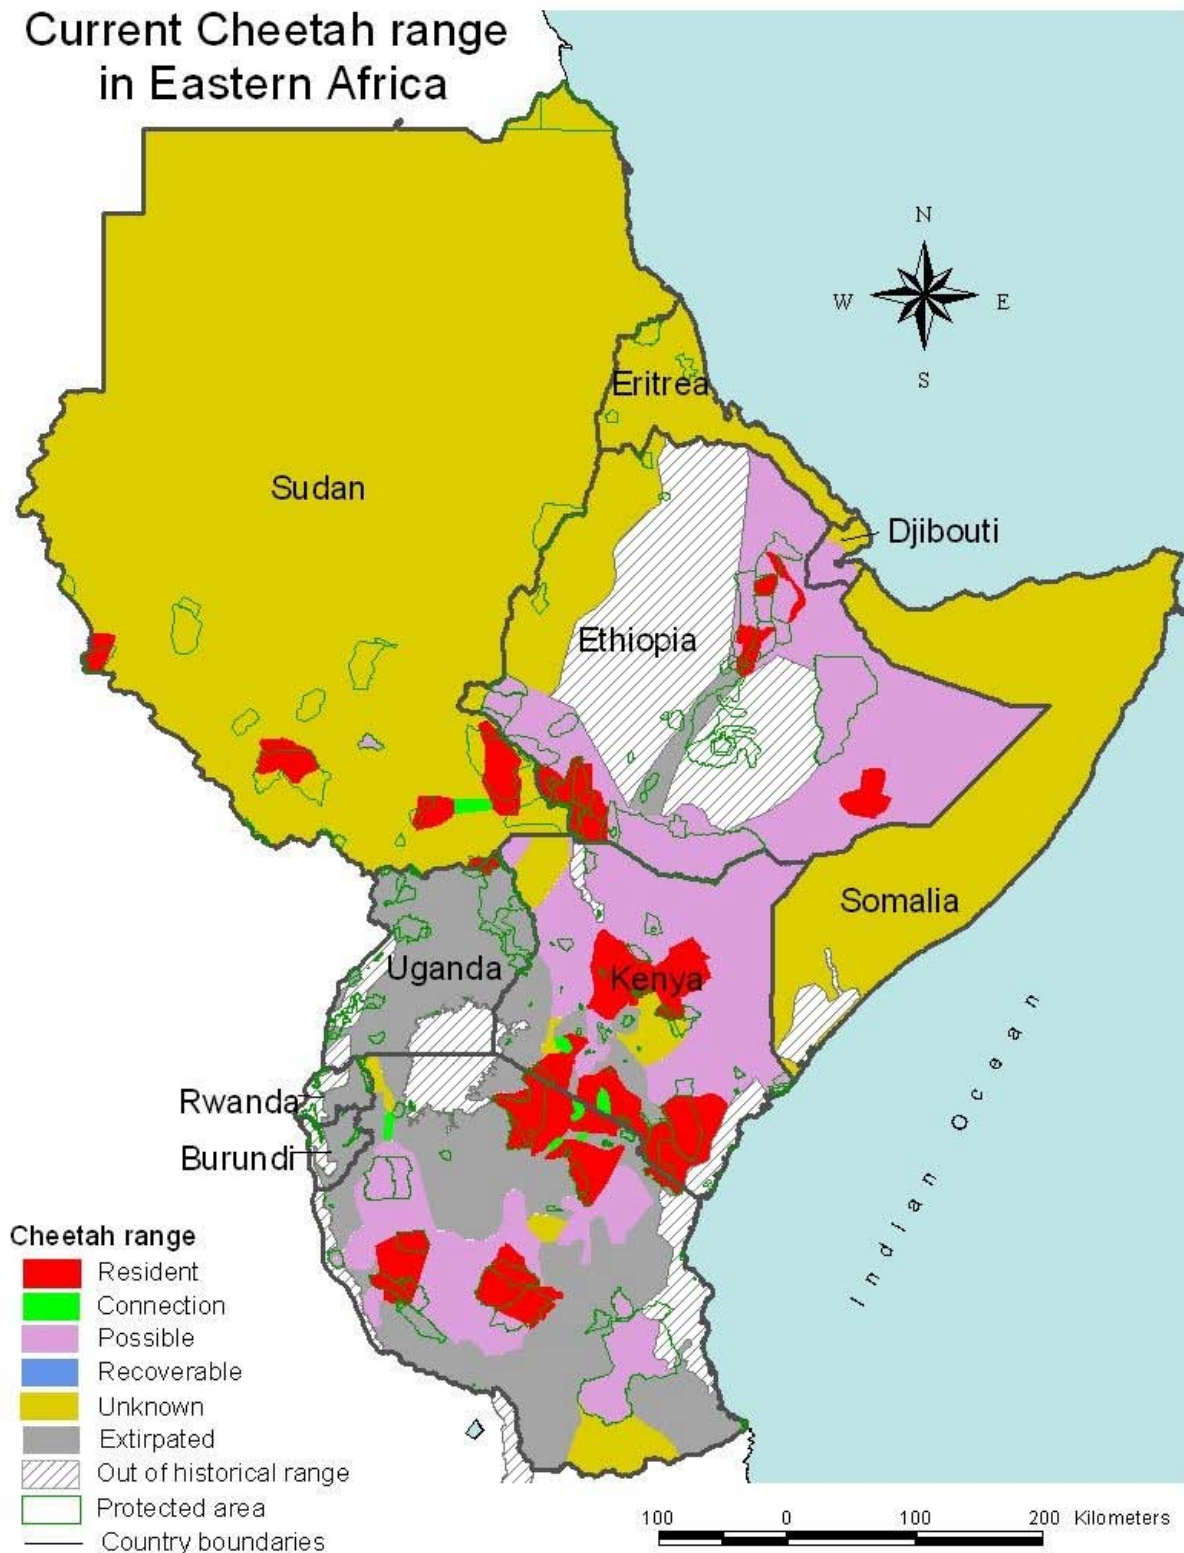 Current Cheetah range
in Eastern Africa
N
W
E
S
Eritrea
Sudan
Djibouti
Ethiopia
Somalia
Uganda
Kenya
Rwanda
Burundi
Indian Ocean
Cheetah range
Resident
Connection
Possible
Recoverable
Unknown
Extirpated
Out of historical range
Protected area
Country boundaries
100 0 100 200 Kilometers